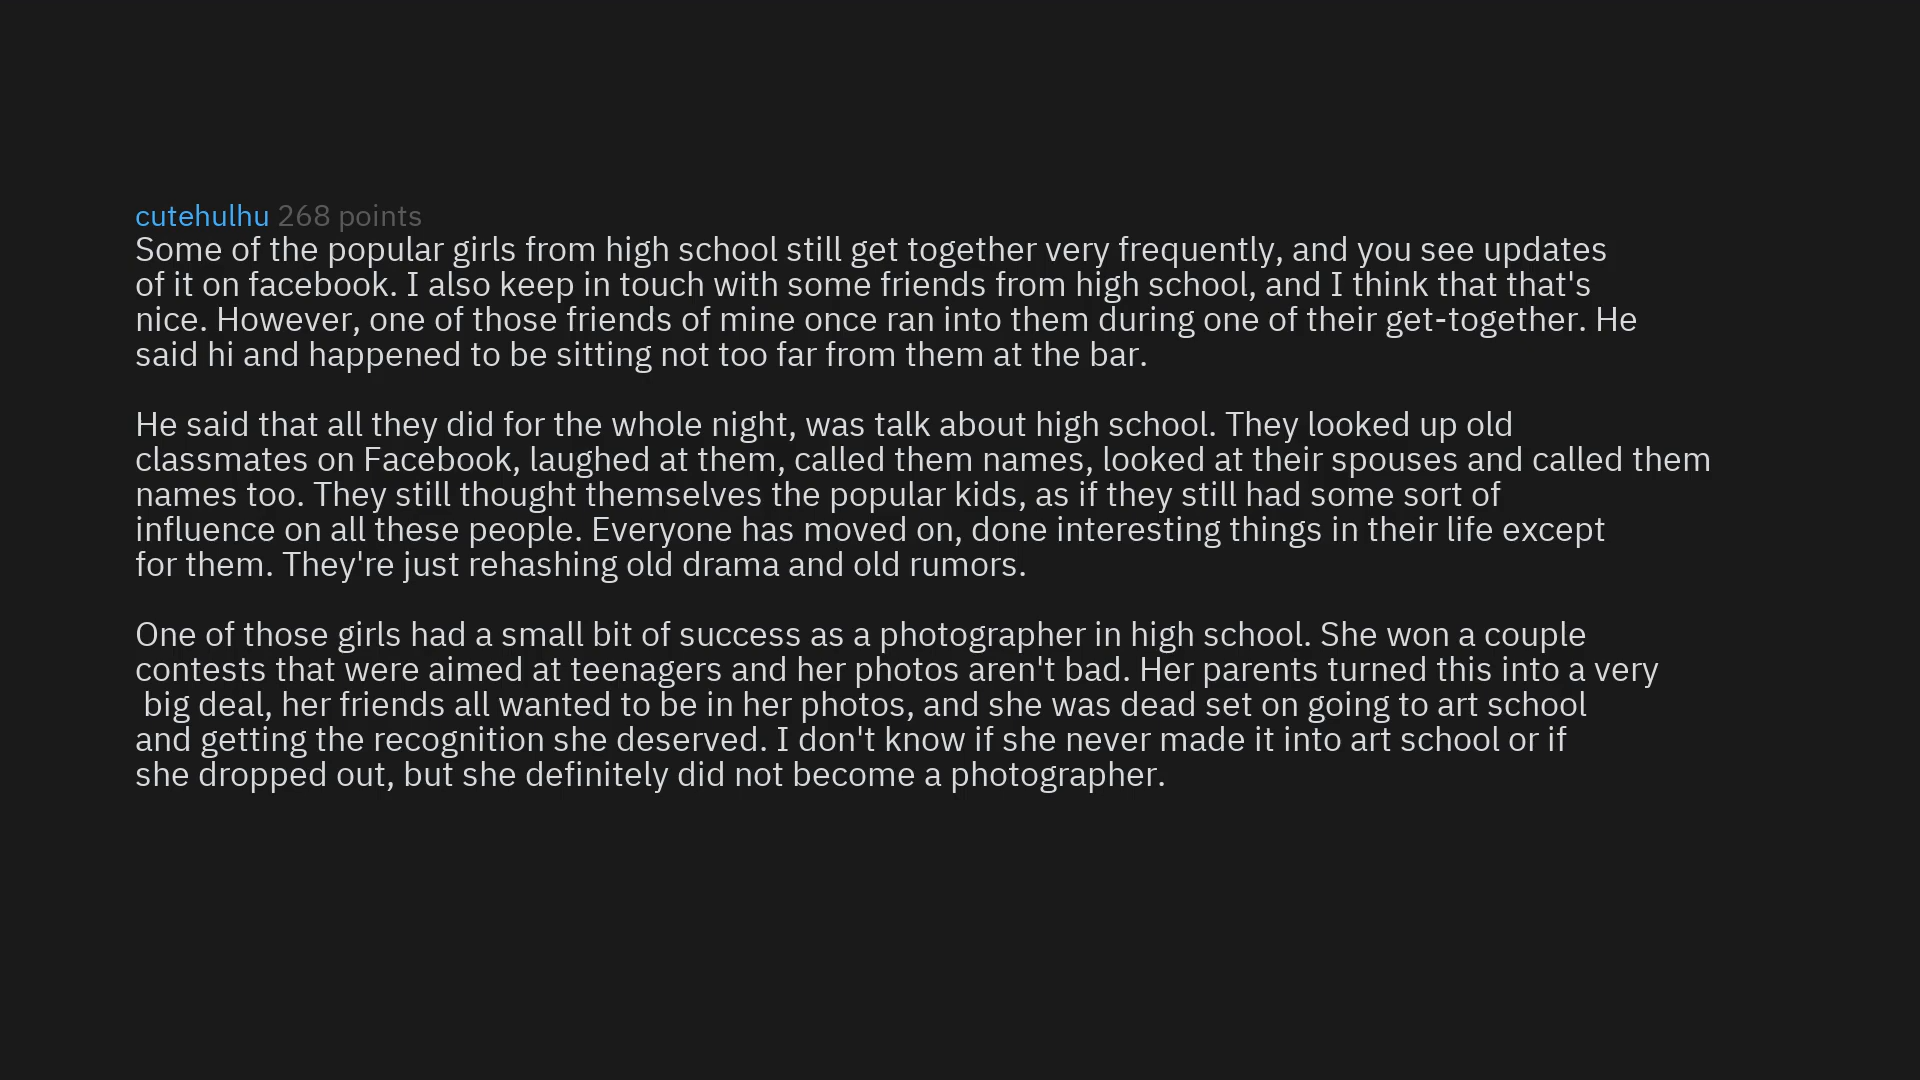 cutehulhu 268 points
Some of the popular girls from high school still get together very frequently, and you see updates
of it on facebook. I also keep in touch with some friends from high school, and I think that that's
nice. However, one of those friends of mine once ran into them during one of their get-together. He
said hi and happened to be sitting not too far from them at the bar.
He said that all they did for the whole night, was talk about high school. They looked up old
classmates on Facebook, laughed at them, called them names, looked at their spouses and called them
names too. They still thought themselves the popular kids, as if they still had some sort of
influence on all these people. Everyone has moved on, done interesting things in their life except
for them. They're just rehashing old drama and old rumors.
One of those girls had a small bit of success as a photographer in high school. She won a couple
contests that were aimed at teenagers and her photos aren't bad. Her parents turned this into a very
big deal, her friends all wanted to be in her photos, and she was dead set on going to art school
and getting the recognition she deserved. I don't know if she never made it into art school or if
she dropped out, but she definitely did not become a photographer.